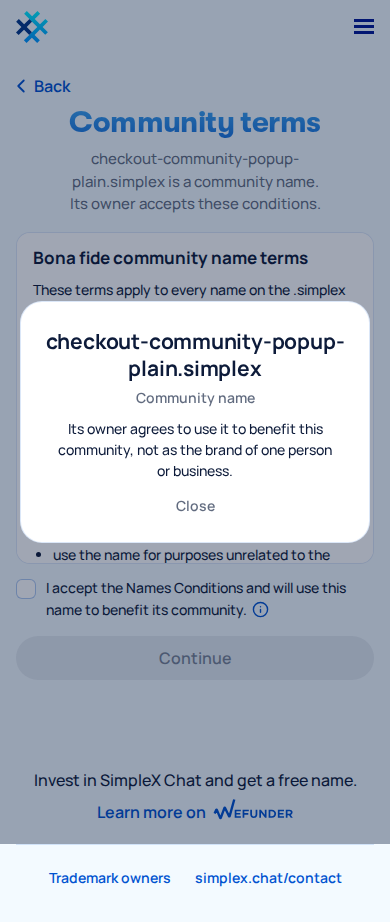 Back
Community terms
checkout-community-popup-
plain.simplex is a community name.
Its owner accepts these conditions.
Bona fide community name terms
These terms apply to every name on the .simplex
checkout-community-popup-
plain.simplex
Community name
Its owner agrees to use it to benefit this
community, not as the brand of one person
or business.
Close
use the name for purposes unrelated to the
I accept the Names Conditions and will use this
name to benefit its community.
Continue
Invest in SimpleX Chat and get a free name.
Learn more on WEFUNDER
Trademark owners simplex.chat/contact